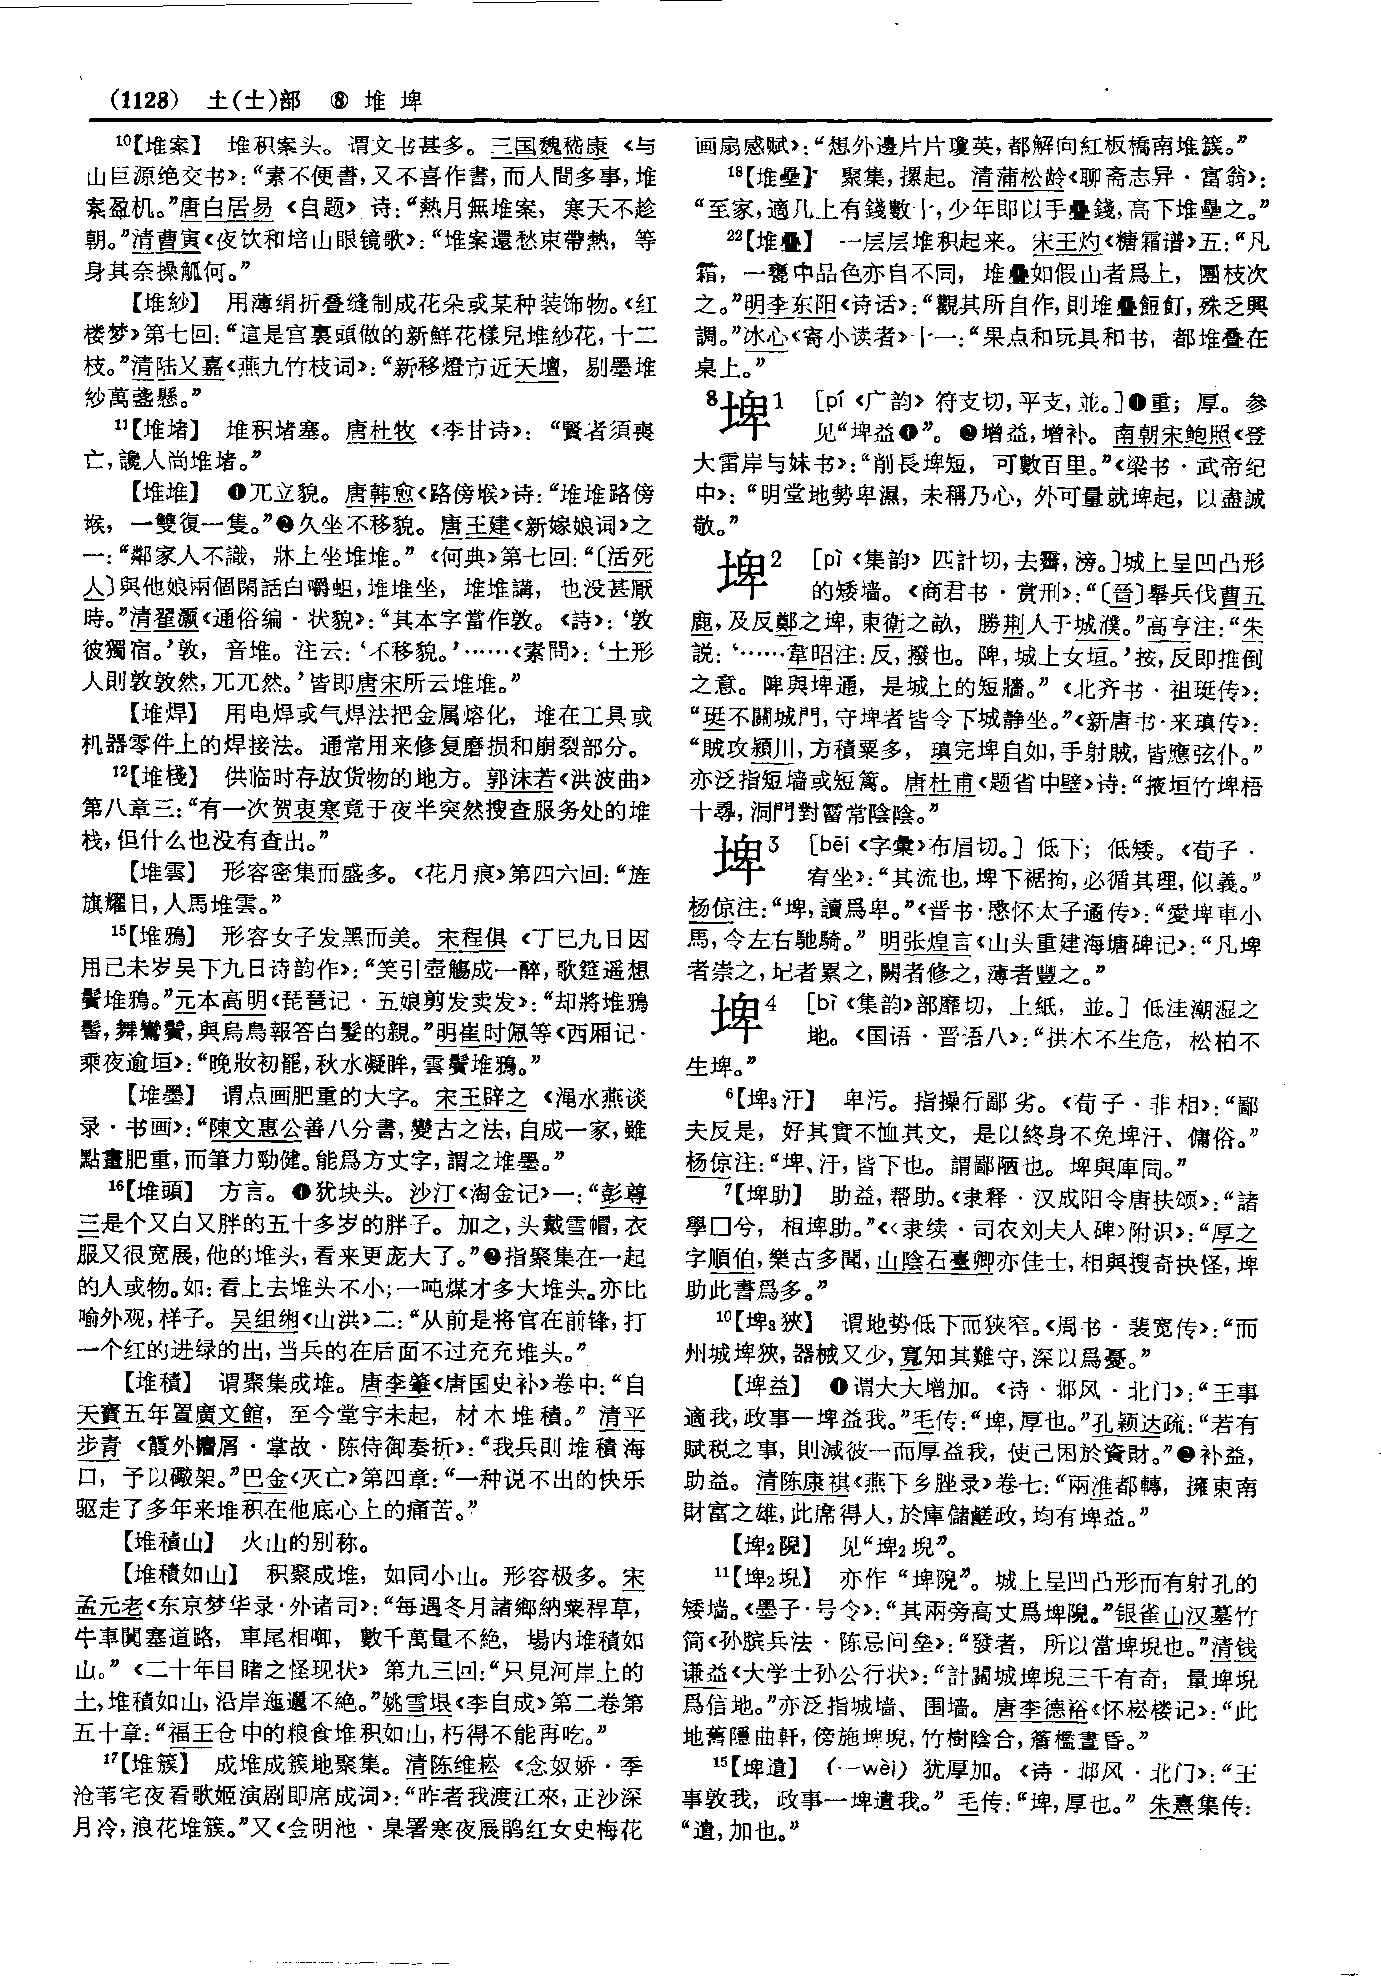 (1128) 土(士)部 ⑧ 堆 埤
¹⁰【堆案】 堆积案头。谓文书甚多。三国魏嵇康《与
山巨源绝交书》：“素不便書，又不喜作書，而人間多事，堆
案盈机。”唐白居易《自题》诗：“熱月無堆案，寒天不趁
朝。”清曹寅《夜饮和培山眼镜歌》：“堆案還愁束帶熱，等
身其奈操觚何。”
【堆紗】 用薄绢折叠缝制成花朵或某种装饰物。《红
楼梦》第七回：“這是宫裏頭做的新鮮花樣兒堆紗花，十二
枝。”清陆又嘉《燕九竹枝词》：“新移燈市近天壇，剔墨堆
紗萬盞懸。”
¹¹【堆堵】 堆积堵塞。唐杜牧《李甘诗》：“賢者須喪
亡，讒人尚堆堵。”
【堆堆】 ❶兀立貌。唐韩愈《路傍堠》诗：“堆堆路傍
堠，一雙復一隻。”❷久坐不移貌。唐王建《新嫁娘词》之
一：“鄰家人不識，牀上坐堆堆。”《何典》第七回：“〔活死
人〕與他娘兩個閑話白嚼蛆，堆堆坐，堆堆講，也没甚厭
時。”清翟灏《通俗编·状貌》：“其本字當作敦。《詩》：‘敦
彼獨宿。’敦，音堆。注云：‘不移貌。’……《素問》：‘土形
人則敦敦然，兀兀然。’皆即唐宋所云堆堆。”
【堆焊】 用电焊或气焊法把金属熔化，堆在工具或
机器零件上的焊接法。通常用来修复磨损和崩裂部分。
¹²【堆棧】 供临时存放货物的地方。郭沫若《洪波曲》
第八章三：“有一次贺衷寒竟于夜半突然搜查服务处的堆
栈，但什么也没有查出。”
【堆雲】 形容密集而盛多。《花月痕》第四六回：“旌
旗耀日，人馬堆雲。”
¹⁵【堆鴉】 形容女子发黑而美。宋程俱《丁巳九日因
用己未岁吴下九日诗韵作》：“笑引壺觴成一醉，歌筵遥想
鬢堆鴉。”元本高明《琵琶记·五娘剪发卖发》：“却將堆鴉
髻，舞鸞鬢，與烏鳥報答白髮的親。”明崔时佩等《西厢记·
乘夜逾垣》：“晚妝初罷，秋水凝眸，雲鬢堆鴉。”
【堆墨】 谓点画肥重的大字。宋王辟之《渑水燕谈
录·书画》：“陳文惠公善八分書，變古之法，自成一家，雖
點畫肥重，而筆力勁健。能爲方丈字，謂之堆墨。”
¹⁶【堆頭】 方言。❶犹块头。沙汀《淘金记》一：“彭尊
三是个又白又胖的五十多岁的胖子。加之，头戴雪帽，衣
服又很宽展，他的堆头，看来更庞大了。”❷指聚集在一起
的人或物。如：看上去堆头不小；一吨煤才多大堆头。亦比
喻外观，样子。吴组缃《山洪》二：“从前是将官在前锋，打
一个红的进绿的出，当兵的在后面不过充充堆头。”
【堆積】 谓聚集成堆。唐李肇《唐国史补》卷中：“自
天寶五年置廣文館，至今堂宇未起，材木堆積。”清平
步青《霞外攟屑·掌故·陈侍御奏折》：“我兵則堆積海
口，予以礮架。”巴金《灭亡》第四章：“一种说不出的快乐
驱走了多年来堆积在他底心上的痛苦。”
【堆積山】 火山的别称。
【堆積如山】 积聚成堆，如同小山。形容极多。宋
孟元老《东京梦华录·外诸司》：“每遇冬月諸鄉納粟稈草，
牛車闐塞道路，車尾相啣，數千萬量不絶，場内堆積如
山。”《二十年目睹之怪现状》第九三回：“只見河岸上的
土，堆積如山，沿岸迤邐不絶。”姚雪垠《李自成》第二卷第
五十章：“福王仓中的粮食堆积如山，朽得不能再吃。”
¹⁷【堆簇】 成堆成簇地聚集。清陈维崧《念奴娇·季
沧苇宅夜看歌姬演剧即席成词》：“昨者我渡江來，正沙深
月冷，浪花堆簇。”又《金明池·臬署寒夜展鹃红女史梅花
画扇感赋》：“想外邊片片瓊英，都解向紅板橋南堆簇。”
¹⁸【堆壘】 聚集，摞起。清蒲松龄《聊斋志异·富翁》：
“至家，適几上有錢數十，少年即以手疊錢，高下堆壘之。”
²²【堆疊】 一层层堆积起来。宋王灼《糖霜谱》五：“凡
霜，一甕中品色亦自不同，堆疊如假山者爲上，團枝次
之。”明李东阳《诗话》：“觀其所自作，則堆疊飣餖，殊乏興
調。”冰心《寄小读者》十一：“果点和玩具和书，都堆叠在
桌上。”
⁸埤¹ [pí《广韵》符支切，平支，並。]❶重；厚。参
见“埤益❶”。❷增益，增补。南朝宋鲍照《登
大雷岸与妹书》：“削長埤短，可數百里。”《梁书·武帝纪
中》：“明堂地勢卑濕，未稱乃心，外可量就埤起，以盡誠
敬。”
埤² [pì《集韵》匹計切，去霽，滂。]城上呈凹凸形
的矮墙。《商君书·赏刑》：“〔晉〕舉兵伐曹五
鹿，及反鄭之埤，東衛之畝，勝荆人于城濮。”高亨注：“朱
説：‘……韋昭注：反，撥也。陴，城上女垣。’按，反即推倒
之意。陴與埤通，是城上的短牆。”《北齐书·祖珽传》：
“珽不關城門，守埤者皆令下城静坐。”《新唐书·来瑱传》：
“賊攻潁川，方積粟多，瑱完埤自如，手射賊，皆應弦仆。”
亦泛指短墙或短篱。唐杜甫《题省中壁》诗：“掖垣竹埤梧
十尋，洞門對霤常陰陰。”
埤³ [bēi《字彙》布眉切。] 低下；低矮。《荀子·
宥坐》：“其流也，埤下裾拘，必循其理，似義。”
杨倞注：“埤，讀爲卑。”《晋书·愍怀太子遹传》：“愛埤車小
馬，令左右馳騎。”明张煌言《山头重建海塘碑记》：“凡埤
者崇之，圮者累之，闕者修之，薄者豐之。”
埤⁴ [bì《集韵》部靡切，上紙，並。] 低洼潮湿之
地。《国语·晋语八》：“拱木不生危，松柏不
生埤。”
⁶【埤₃汙】 卑污。指操行鄙劣。《荀子·非相》：“鄙
夫反是，好其實不恤其文，是以終身不免埤汙、傭俗。”
杨倞注：“埤、汙，皆下也。謂鄙陋也。埤與庳同。”
⁷【埤助】 助益，帮助。《隶释·汉成阳令唐扶颂》：“諸
學□兮，相埤助。”《〈隶续·司农刘夫人碑〉附识》：“厚之
字順伯，樂古多聞，山陰石臺卿亦佳士，相與搜奇抉怪，埤
助此書爲多。”
¹⁰【埤₃狹】 谓地势低下而狭窄。《周书·裴宽传》：“而
州城埤狹，器械又少，寬知其難守，深以爲憂。”
【埤益】 ❶谓大大增加。《诗·邶风·北门》：“王事
適我，政事一埤益我。”毛传：“埤，厚也。”孔颖达疏：“若有
賦税之事，則減彼一而厚益我，使己困於資財。”❷补益，
助益。清陈康祺《燕下乡脞录》卷七：“兩淮都轉，擁東南
財富之雄，此席得人，於庫儲鹺政，均有埤益。”
【埤₂隉】 见“埤₂堄”。
¹¹【埤₂堄】 亦作“埤隉”。城上呈凹凸形而有射孔的
矮墙。《墨子·号令》：“其兩旁高丈爲埤隉。”银雀山汉墓竹
简《孙膑兵法·陈忌问垒》：“發者，所以當埤堄也。”清钱
谦益《大学士孙公行状》：“計闢城埤堄三千有奇，量埤堄
爲信地。”亦泛指城墙、围墙。唐李德裕《怀崧楼记》：“此
地舊隱曲軒，傍施埤堄，竹樹陰合，簷檻晝昏。”
¹⁵【埤遺】 (-wèi) 犹厚加。《诗·邶风·北门》：“王
事敦我，政事一埤遺我。”毛传：“埤，厚也。”朱熹集传：
“遺，加也。”